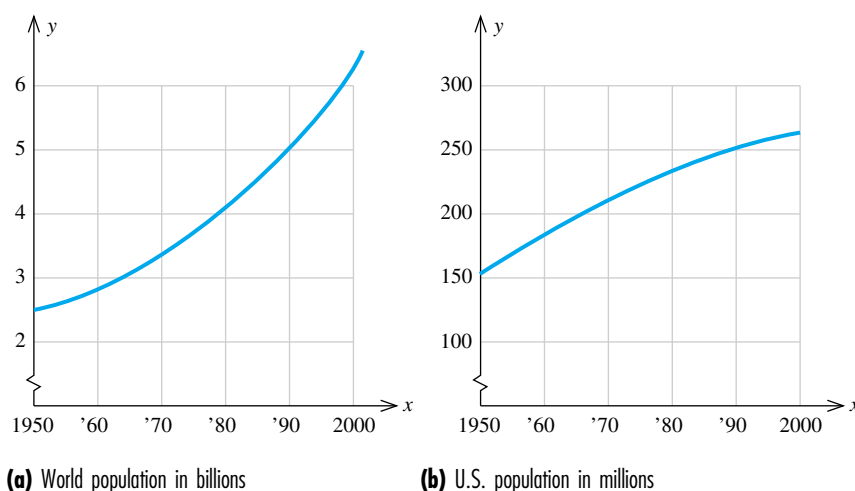 y
6
5
4
3
2
1950 ’60 ’70 ’80 ’90 2000 x
(a) World population in billions
y
300
250
200
150
100
1950 ’60 ’70 ’80 ’90 2000 x
(b) U.S. population in millions